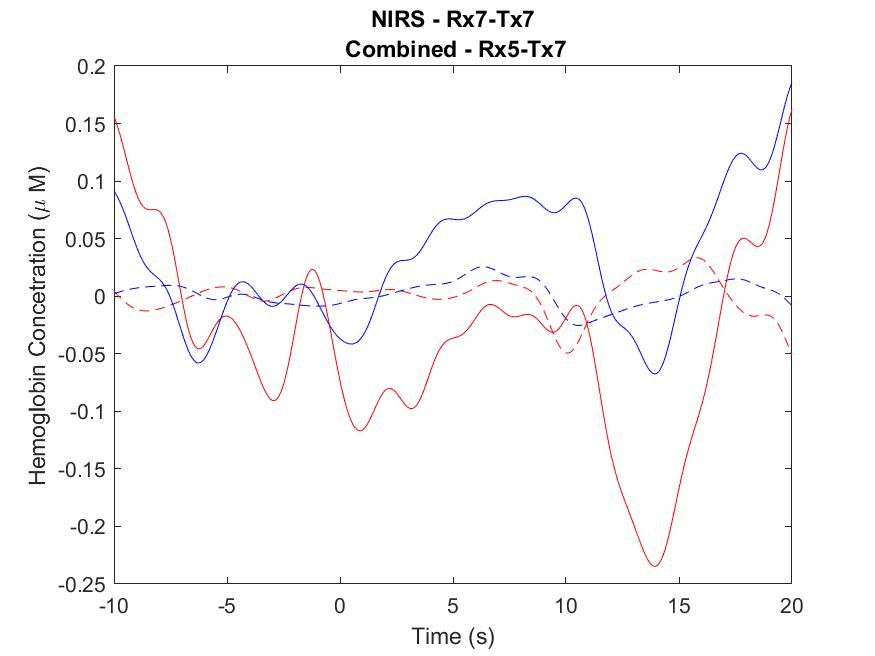 NIRS - Rx7-Tx7
Combined - Rx5-Tx7
0.2
0.15
0.1
0.05
0
-0.05
-0.1
-0.15
-0.2
-0.25
Hemoglobin Concetration (μ M)
-10 -5 0 5 10 15 20
Time (s)